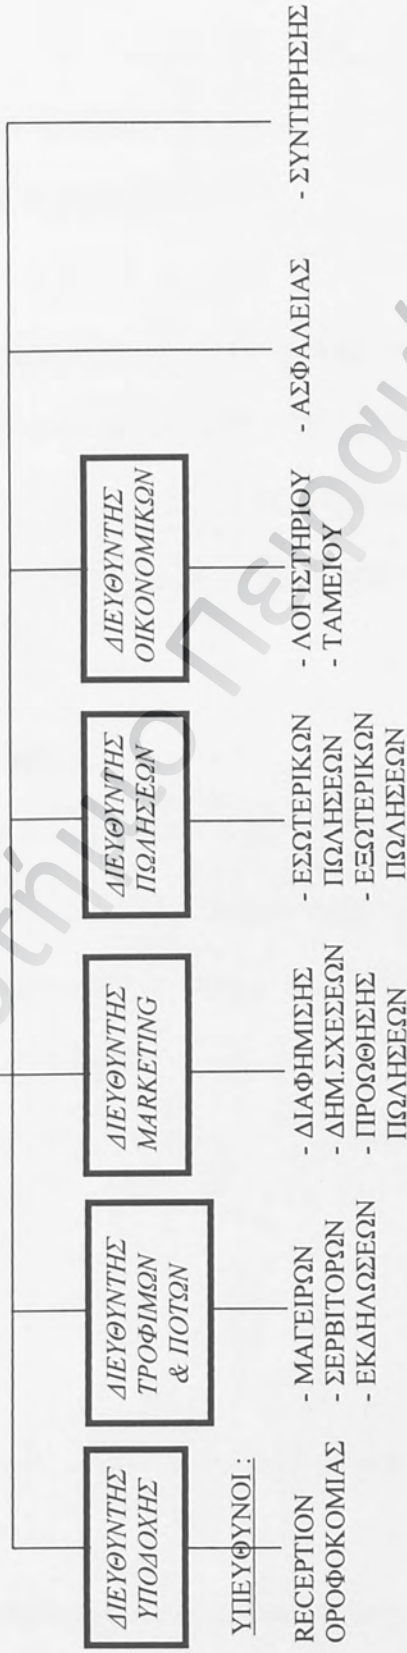 ΔΙΕΥΘΥΝΤΗΣ
ΥΠΟΔΟΧΗΣ
ΔΙΕΥΘΥΝΤΗΣ
ΤΡΟΦΙΜΩΝ
& ΠΟΤΩΝ
ΔΙΕΥΘΥΝΤΗΣ
MARKETING
ΔΙΕΥΘΥΝΤΗΣ
ΠΩΛΗΣΕΩΝ
ΔΙΕΥΘΥΝΤΗΣ
ΟΙΚΟΝΟΜΙΚΩΝ
ΥΠΕΥΘΥΝΟΙ :
RECEPTION
ΟΡΟΦΟΚΟΜΙΑΣ
- ΜΑΓΕΙΡΩΝ
- ΣΕΡΒΙΤΟΡΩΝ
- ΕΚΔΗΛΩΣΕΩΝ
- ΔΙΑΦΗΜΙΣΗΣ
- ΔΗΜ.ΣΧΕΣΕΩΝ
- ΠΡΟΩΘΗΣΗΣ
ΠΩΛΗΣΕΩΝ
- ΕΣΩΤΕΡΙΚΩΝ
ΠΩΛΗΣΕΩΝ
- ΕΞΩΤΕΡΙΚΩΝ
ΠΩΛΗΣΕΩΝ
- ΛΟΓΙΣΤΗΡΙΟΥ
- ΤΑΜΕΙΟΥ
- ΑΣΦΑΛΕΙΑΣ
- ΣΥΝΤΗΡΗΣΗΣ